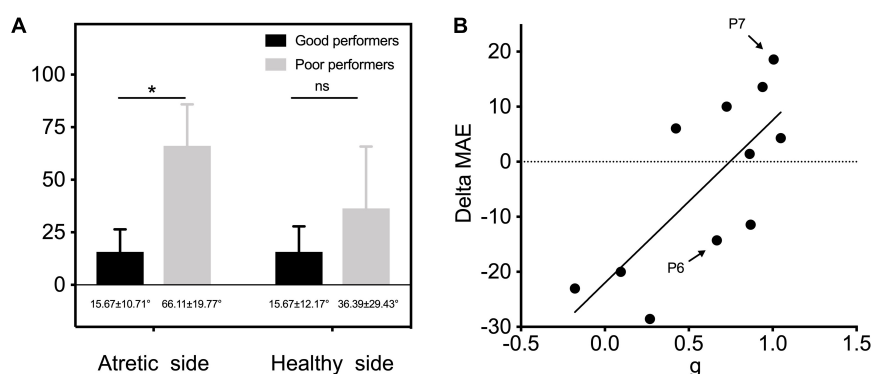 A
Good performers
Poor performers
100
75
50
25
0
*
ns
15.67±10.71°
66.11±19.77°
15.67±12.17°
36.39±29.43°
Atretic side
Healthy side
B
Delta MAE
20
10
0
-10
-20
-30
P7
P6
-0.5
0.0
0.5
1.0
1.5
g